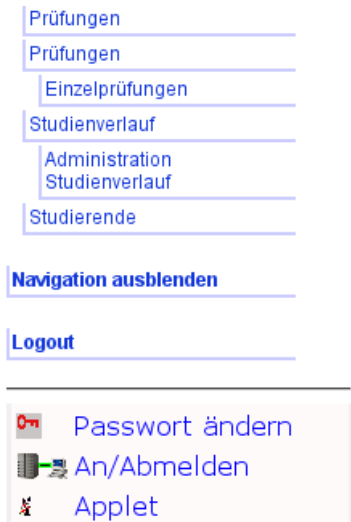 Prüfungen
Prüfungen
Einzelprüfungen
Studienverlauf
Administration
Studienverlauf
Studierende
Navigation ausblenden
Logout
Passwort ändern
An/Abmelden
Applet